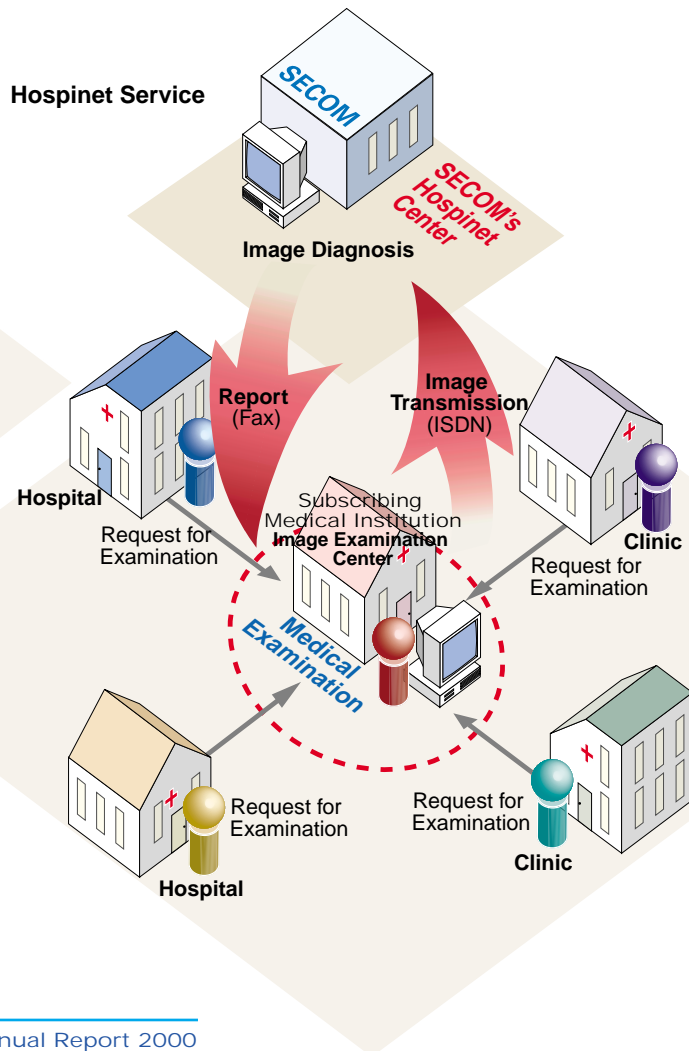 Hospinet Service
SECOM
SECOM's
Hospinet
Center
Image Diagnosis
Report
(Fax)
Image
Transmission
(ISDN)
Hospital
Request for
Examination
Subscribing
Medical Institution
Image Examination
Center
Clinic
Request for
Examination
Medical
Examination
Request for
Examination
Hospital
Request for
Examination
Clinic
nual Report 2000